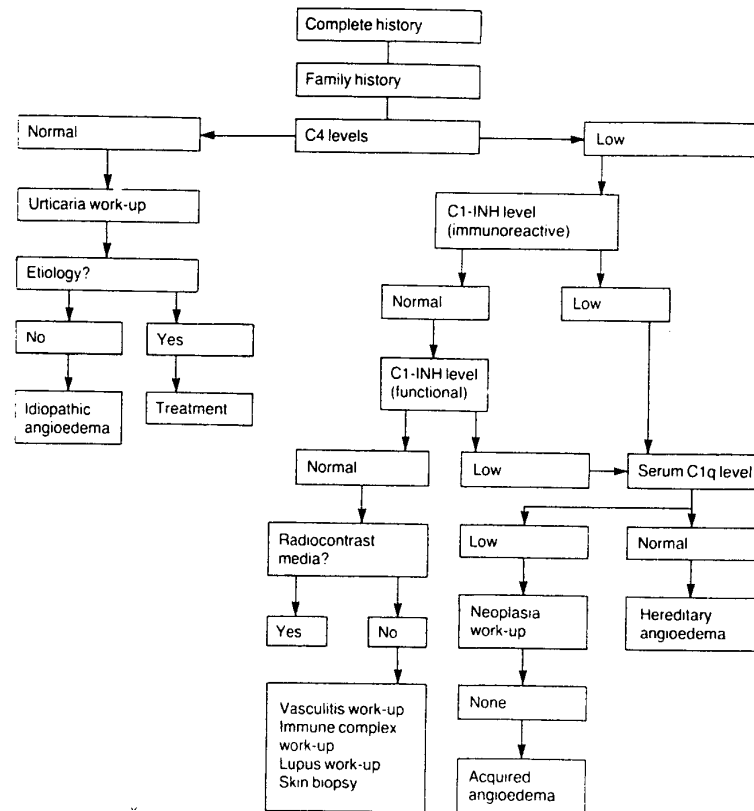 Complete history
Family history
Normal
C4 levels
Low
Urticaria work-up
C1-INH level
(immunoreactive)
Etiology?
Normal
Low
No
Yes
C1-INH level
(functional)
Idiopathic
angioedema
Treatment
Normal
Low
Serum C1q level
Radiocontrast
media?
Low
Normal
Yes
No
Neoplasia
work-up
Hereditary
angioedema
Vasculitis work-up
Immune complex
work-up
Lupus work-up
Skin biopsy
None
Acquired
angioedema